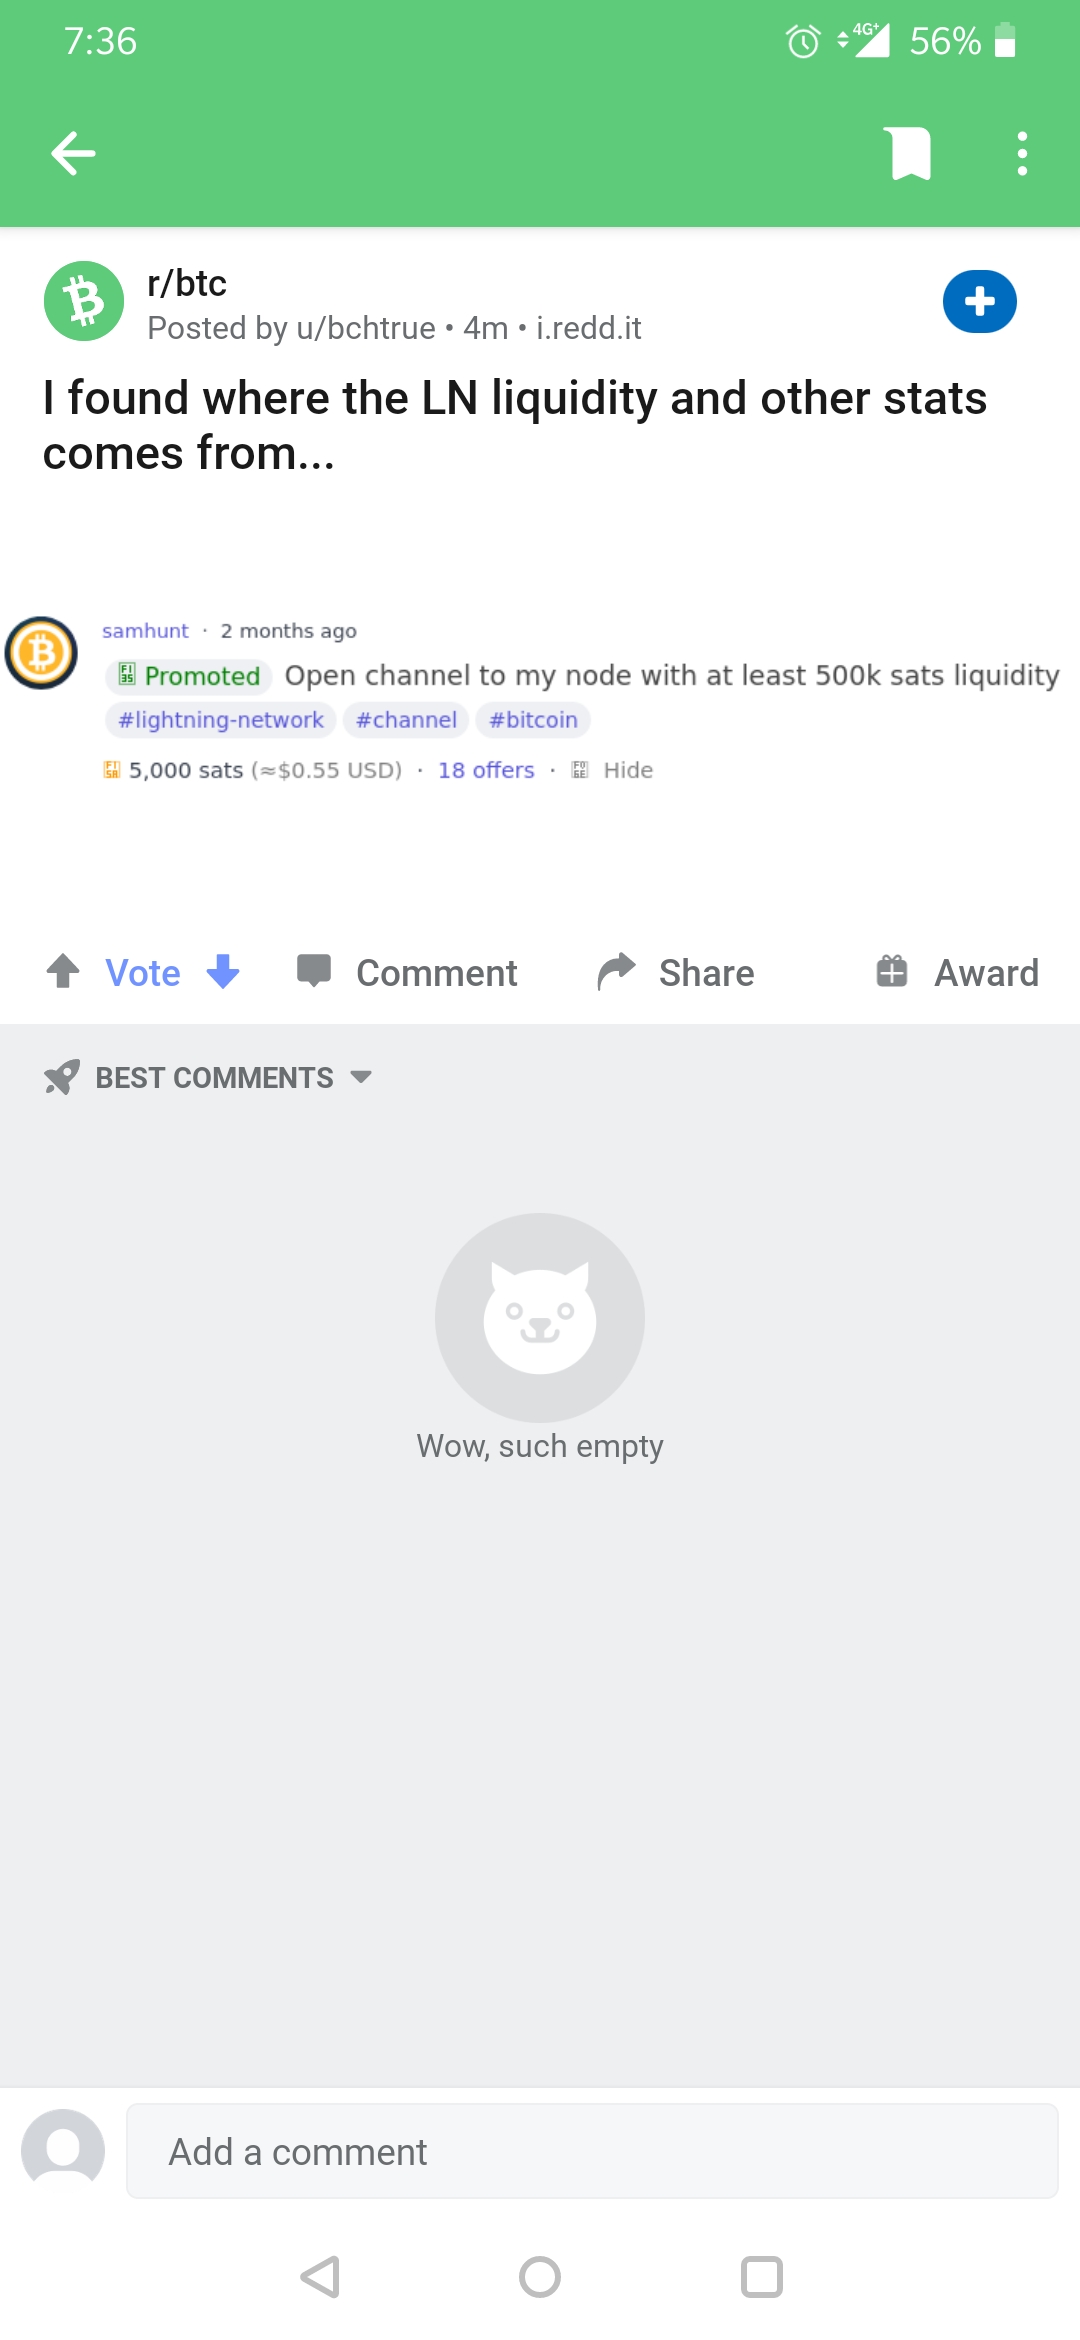 7:36
4G+ 56%
r/btc
Posted by u/bchtrue • 4m • i.redd.it
I found where the LN liquidity and other stats
comes from...
samhunt · 2 months ago
Promoted Open channel to my node with at least 500k sats liquidity
#lightning-network #channel #bitcoin
5,000 sats (≈$0.55 USD) · 18 offers · Hide
Vote Comment Share Award
BEST COMMENTS
Wow, such empty
Add a comment